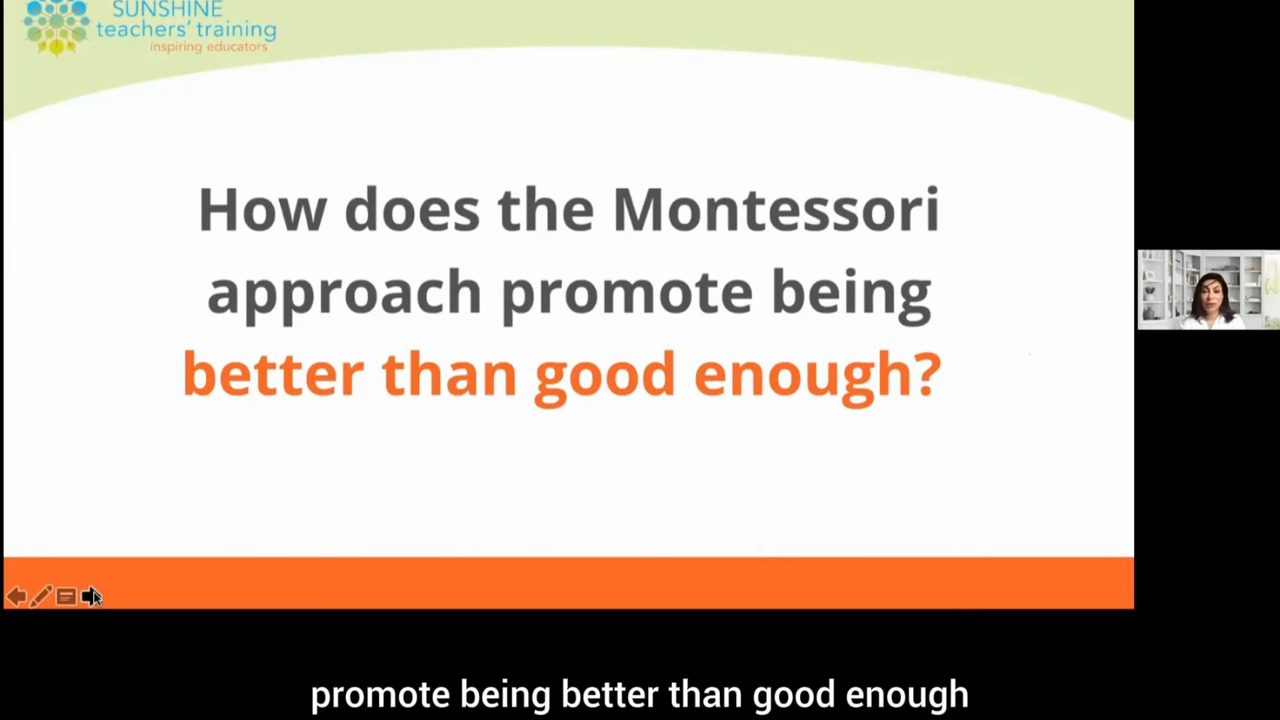 SUNSHINE
teachers' training
inspiring educators
How does the Montessori
approach promote being
better than good enough?
promote being better than good enough